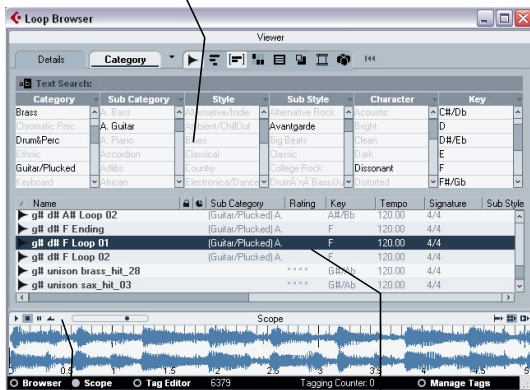 Loop Browser
Viewer
Details Category
Text Search:
Category Sub Category Style Sub Style Character Key
Brass A. Bass Alternative/Indie Alternative Rock Acoustic C#/Db
Chromatic Perc A. Guitar Ambient/ChillOut Avantgarde Bright D
Drum&Perc A. Piano Blues Big Beats Clean D#/Eb
Ethnic Accordion Classical Classic Dark E
Guitar/Plucked Adlibs Country College Rock Dissonant F
Keyboard African Electronica/Dance DrumA´nA´Bass/Ju Distorted F#/Gb
Name Sub Category Rating Key Tempo Signature Sub Style
g# d# A# Loop 02 (Guitar/Plucked) A. A#/Bb 120.00 4/4
g# d# F Ending (Guitar/Plucked) A. F 120.00 4/4
g# d# F Loop 01 (Guitar/Plucked) A. F 120.00 4/4
g# d# F Loop 02 (Guitar/Plucked) A. F 120.00 4/4
g# unison brass_hit_28 **** G#/Ab 120.00 4/4
g# unison sax_hit_03 **** G#/Ab 120.00 4/4
Scope
0 0.5 1 1.5 2 2.5 3 3.5 4 4.5
Browser Scope Tag Editor 6379 Tagging Counter: 0 Manage Tags